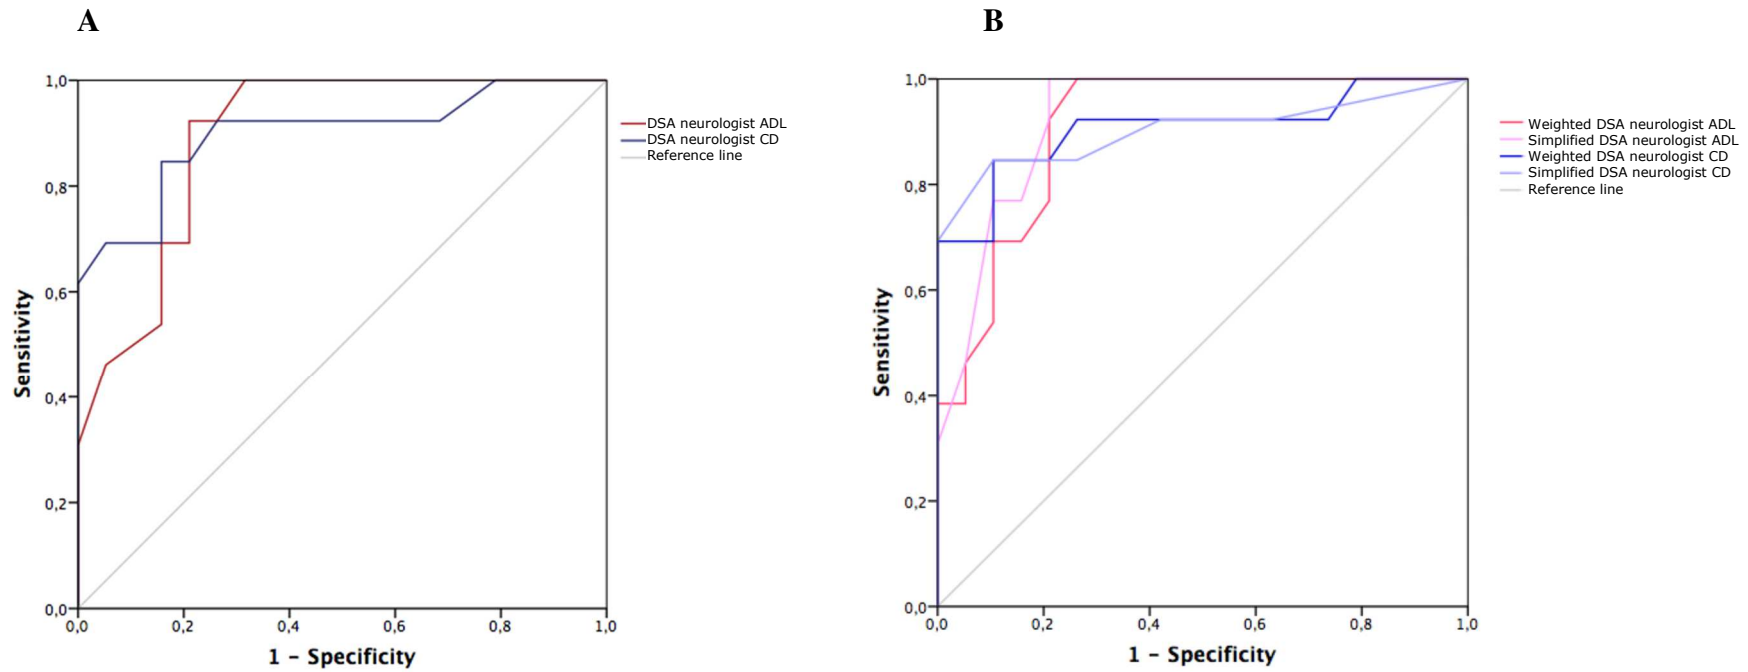 A
B
1,0
0,8
0,6
0,4
0,2
0,0
Sensitivity
0,0 0,2 0,4 0,6 0,8 1,0
1 – Specificity
DSA neurologist ADL
DSA neurologist CD
Reference line
1,0
0,8
0,6
0,4
0,2
0,0
Sensitivity
0,0 0,2 0,4 0,6 0,8 1,0
1 – Specificity
Weighted DSA neurologist ADL
Simplified DSA neurologist ADL
Weighted DSA neurologist CD
Simplified DSA neurologist CD
Reference line